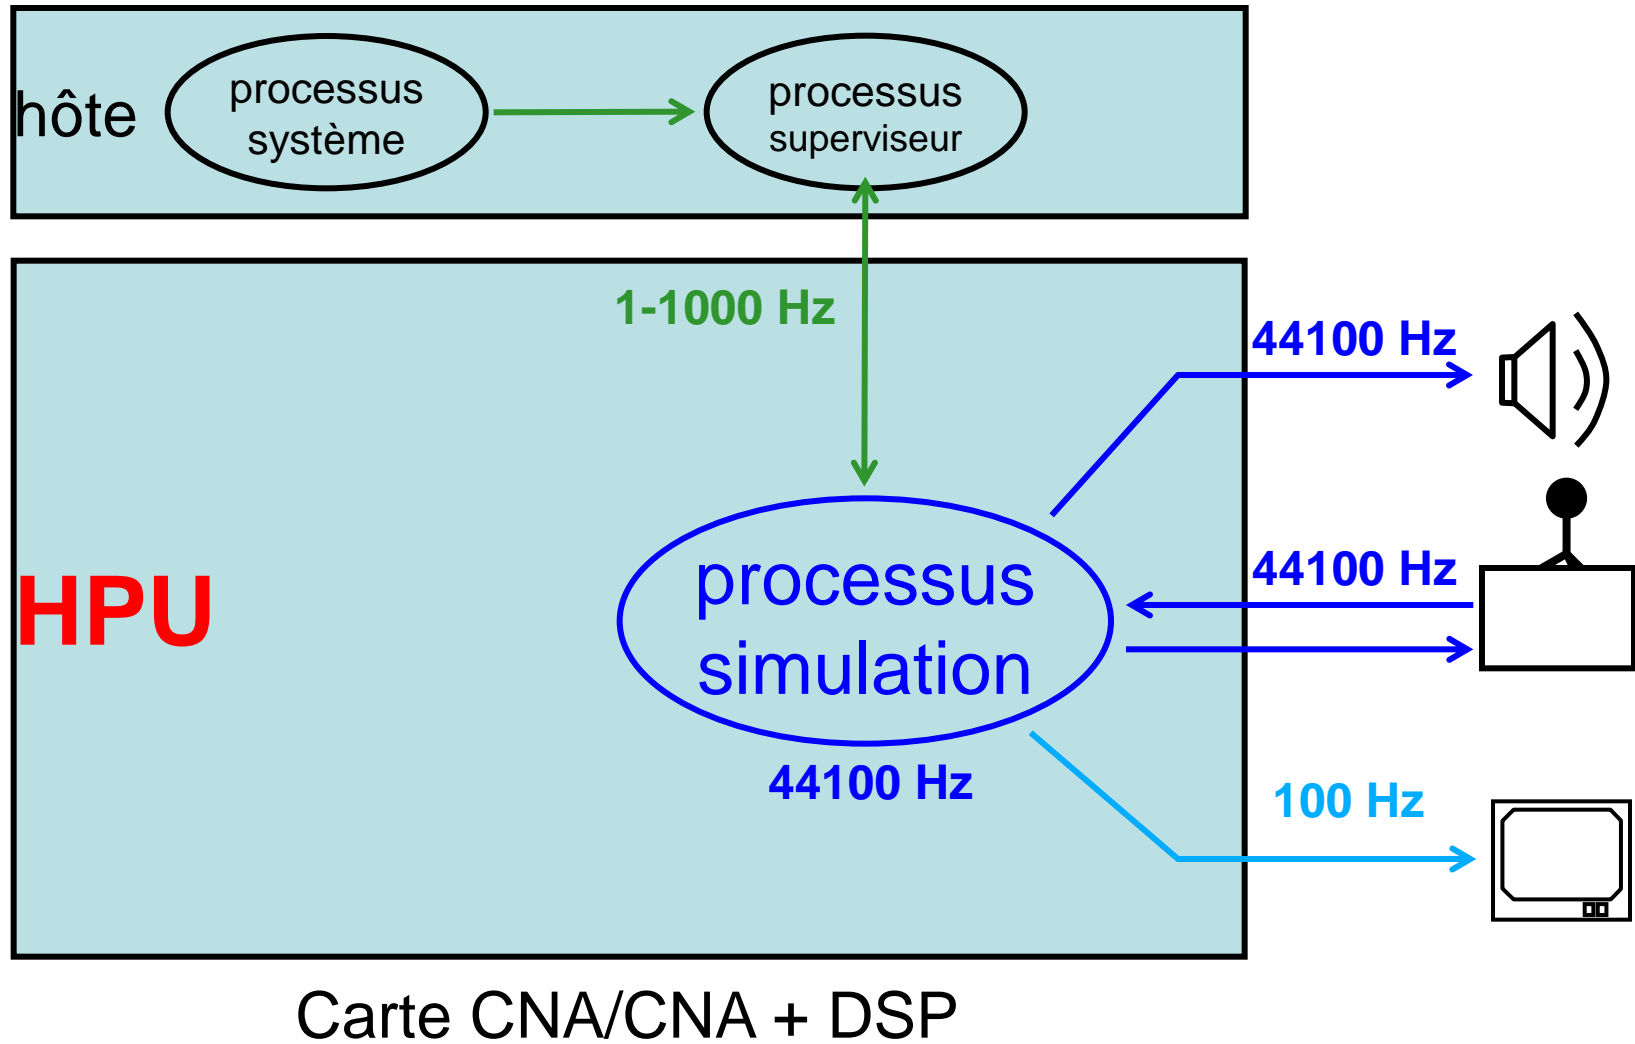 hôte
processus
système
processus
superviseur
1-1000 Hz
44100 Hz
HPU
processus
simulation
44100 Hz
44100 Hz
100 Hz
Carte CNA/CNA + DSP